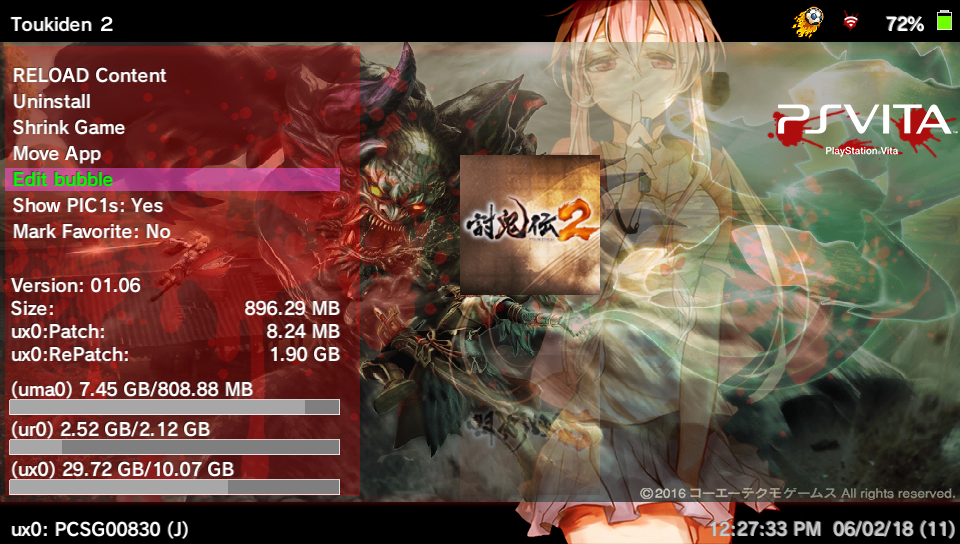 Toukiden 2
72%
RELOAD Content
Uninstall
Shrink Game
Move App
Edit bubble
Show PIC1s: Yes
Mark Favorite: No
PSVITA
PlayStation Vita
討鬼伝2
Version: 01.06
Size: 896.29 MB
ux0:Patch: 8.24 MB
ux0:RePatch: 1.90 GB
(uma0) 7.45 GB/808.88 MB
(ur0) 2.52 GB/2.12 GB
(ux0) 29.72 GB/10.07 GB
©2016 コーエーテクモゲームス All rights reserved.
ux0: PCSG00830 (J)
12:27:33 PM 06/02/18 (11)